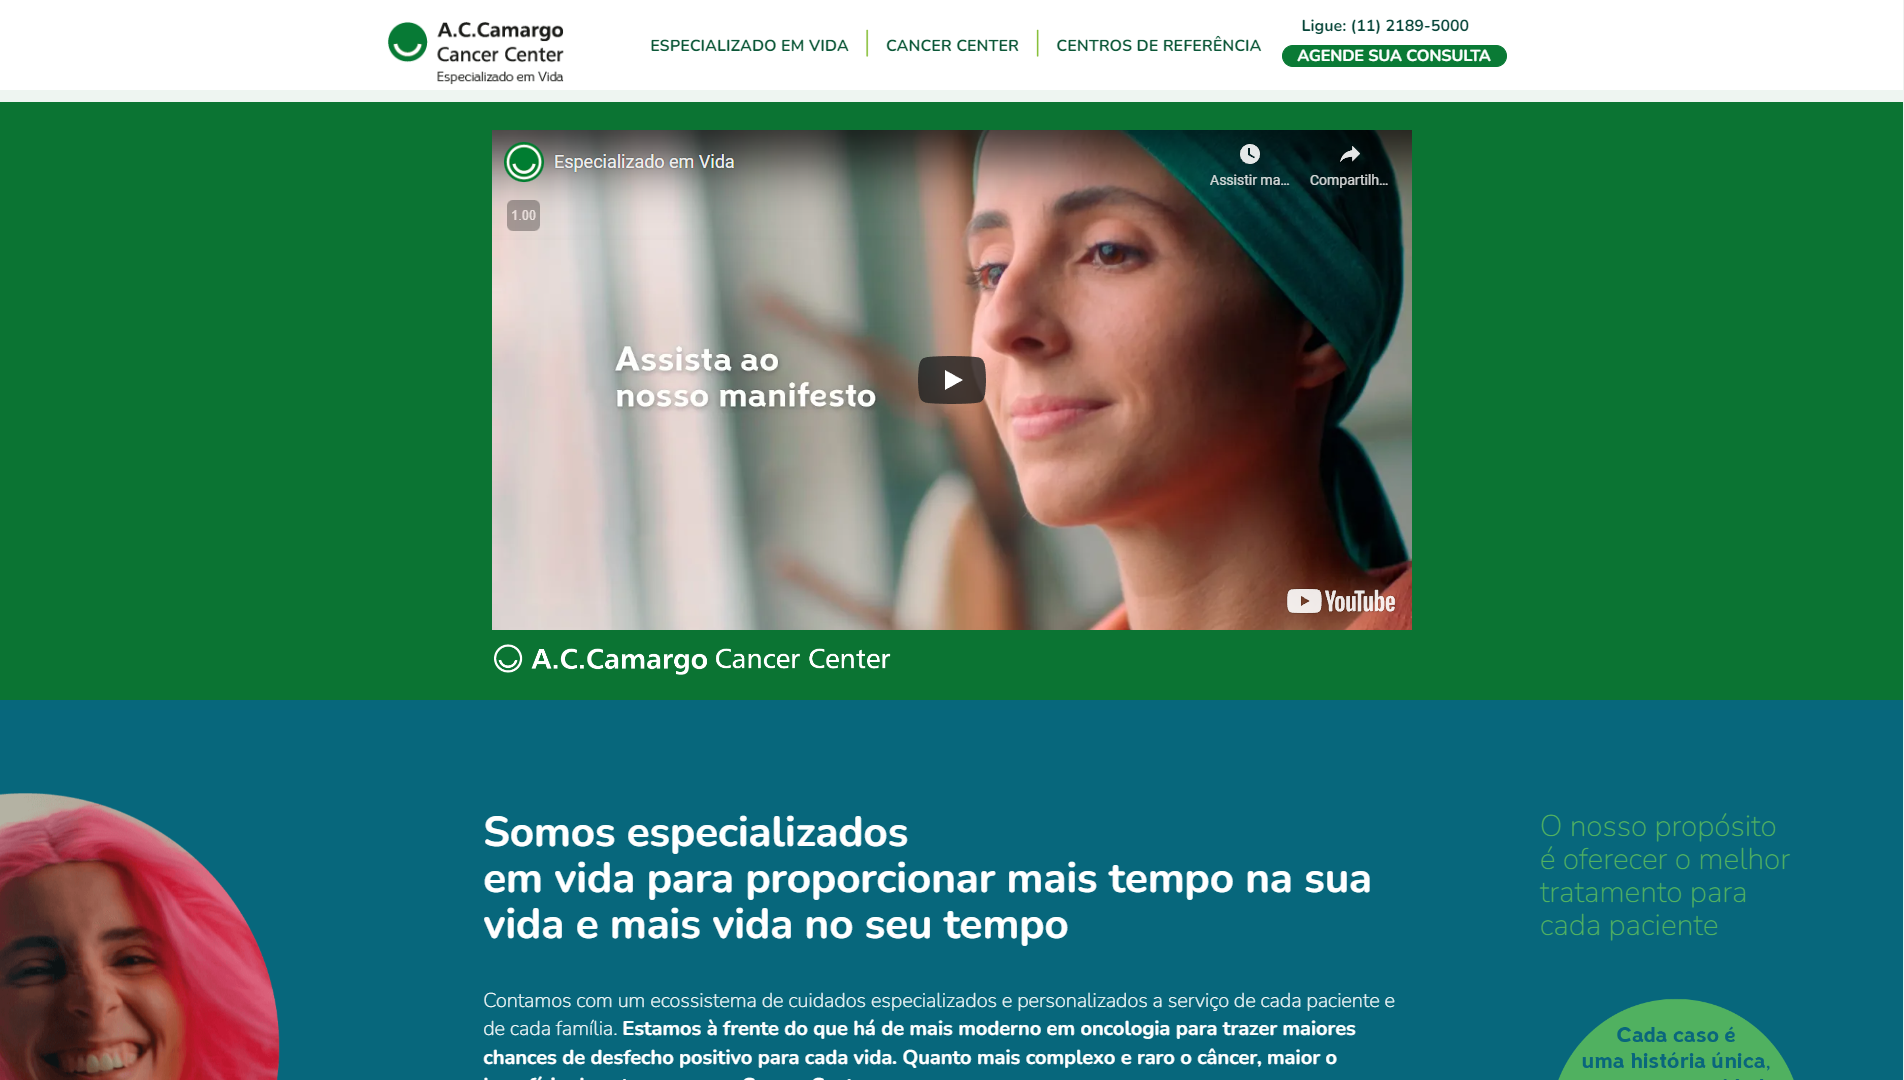 A.C.Camargo
Cancer Center
Especializado em Vida
ESPECIALIZADO EM VIDA
CANCER CENTER
CENTROS DE REFERÊNCIA
Ligue: (11) 2189-5000
AGENDE SUA CONSULTA
Especializado em Vida
Assistir ma...
Compartilh...
1.00
Assista ao
nosso manifesto
YouTube
A.C.Camargo Cancer Center
Somos especializados
em vida para proporcionar mais tempo na sua
vida e mais vida no seu tempo
O nosso propósito
é oferecer o melhor
tratamento para
cada paciente
Contamos com um ecossistema de cuidados especializados e personalizados a serviço de cada paciente e
de cada família. Estamos à frente do que há de mais moderno em oncologia para trazer maiores
chances de desfecho positivo para cada vida. Quanto mais complexo e raro o câncer, maior o
Cada caso é
uma história única,